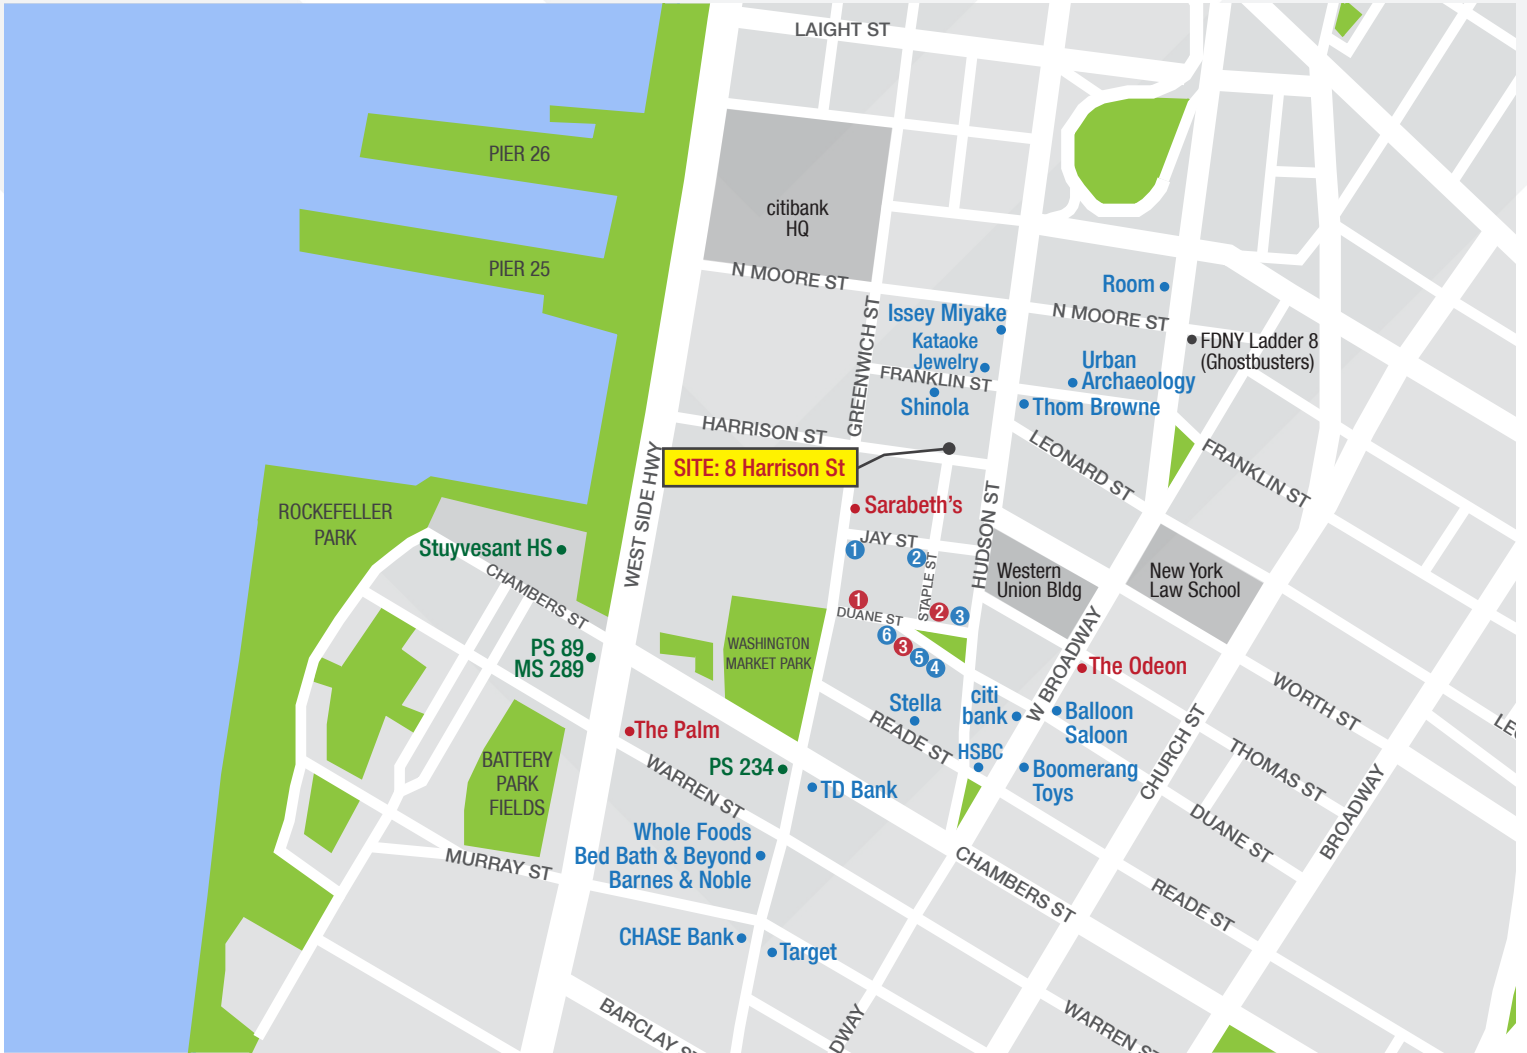 LAIGHT ST
PIER 26
citibank
HQ
PIER 25
N MOORE ST
Room
Issey Miyake
N MOORE ST
GREENWICH ST
Kataoke
Jewelry
FDNY Ladder 8
(Ghostbusters)
Urban
Archaeology
FRANKLIN ST
Shinola
Thom Browne
HARRISON ST
LEONARD ST
FRANKLIN ST
SITE: 8 Harrison St
WEST SIDE HWY
ROCKEFELLER
PARK
Sarabeth's
HUDSON ST
Stuyvesant HS
JAY ST
1
2
STAPLE ST
Western
Union Bldg
New York
Law School
CHAMBERS ST
1
DUANE ST
2
3
PS 89
MS 289
WASHINGTON
MARKET PARK
6
3
5
4
W BROADWAY
The Odeon
WORTH ST
Stella
citi
bank
Balloon
Saloon
The Palm
READE ST
CHURCH ST
THOMAS ST
BATTERY
PARK
FIELDS
PS 234
HSBC
Boomerang
Toys
WARREN ST
TD Bank
DUANE ST
BROADWAY
Whole Foods
Bed Bath & Beyond
Barnes & Noble
MURRAY ST
CHAMBERS ST
READE ST
CHASE Bank
Target
BARCLAY S
DWAY
WARREN ST
LE